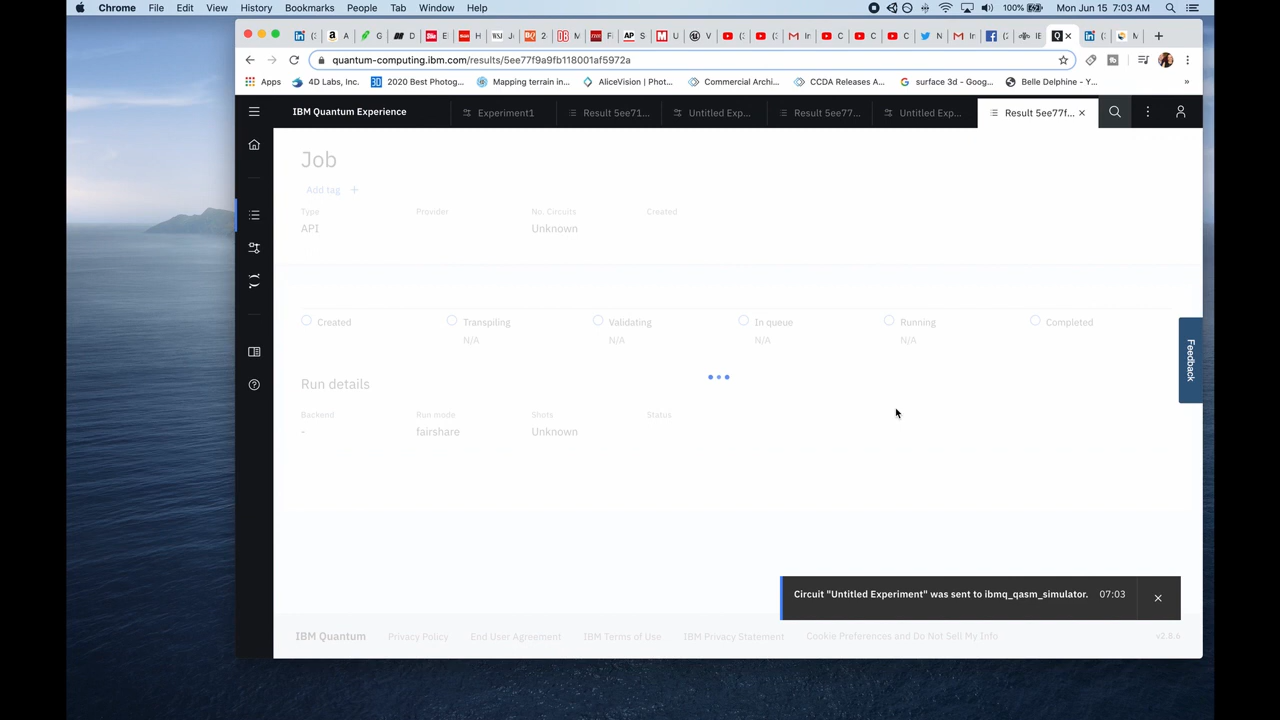 Chrome File Edit View History Bookmarks People Tab Window Help 100% Mon Jun 15 7:03 AM
quantum-computing.ibm.com/results/5ee77f9a9fb118001af5972a
Apps 4D Labs, Inc. 2020 Best Photog... Mapping terrain in... AliceVision | Phot... Commercial Archi... CCDA Releases A... surface 3d - Goog... Belle Delphine - Y... »
IBM Quantum Experience Experiment1 Result 5ee71... Untitled Exp... Result 5ee77... Untitled Exp... Result 5ee77f...
Job
Add tag +
Type Provider No. Circuits Created
API Unknown
Created Transpiling Validating In queue Running Completed
N/A N/A N/A N/A
Feedback
Run details
Backend Run mode Shots Status
- fairshare Unknown
Circuit "Untitled Experiment" was sent to ibmq_qasm_simulator. 07:03
IBM Quantum Privacy Policy End User Agreement IBM Terms of Use IBM Privacy Statement Cookie Preferences and Do Not Sell My Info v2.8.6